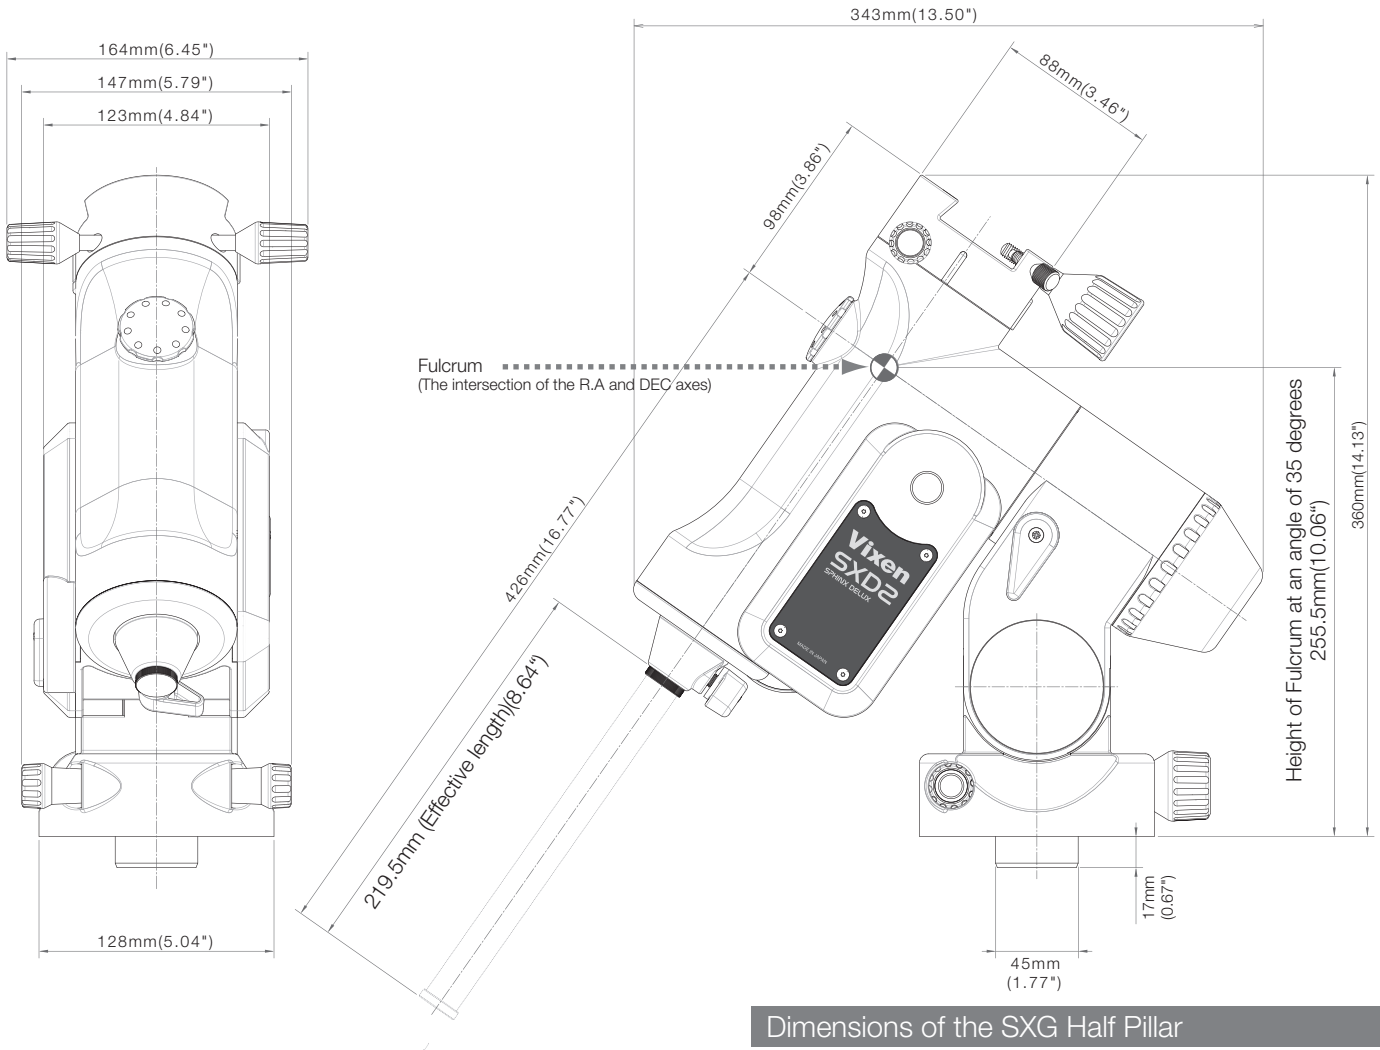 343mm(13.50")
164mm(6.45")
147mm(5.79")
123mm(4.84")
88mm(3.46")
98mm(3.86")
Fulcrum
(The intersection of the R.A and DEC axes)
426mm(16.77")
219.5mm (Effective length)(8.64“)
Vixen
SXD2
SPHINX DELUX
MADE IN JAPAN
Height of Fulcrum at an angle of 35 degrees
255.5mm(10.06")
360mm(14.13")
17mm
(0.67")
128mm(5.04")
45mm
(1.77")
Dimensions of the SXG Half Pillar